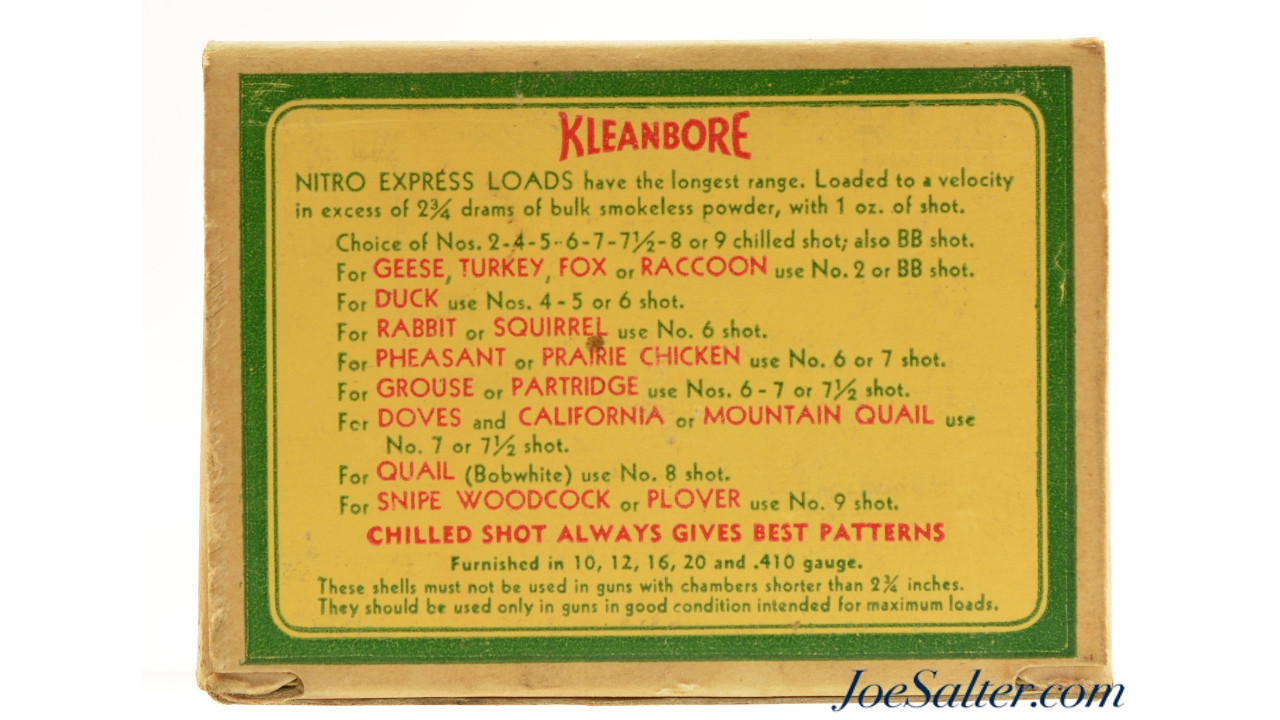 KLEANBORE
NITRO EXPRESS LOADS have the longest range. Loaded to a velocity
in excess of 2¾ drams of bulk smokeless powder, with 1 oz. of shot.
Choice of Nos. 2-4-5-6-7-7½-8 or 9 chilled shot; also BB shot.
For GEESE, TURKEY, FOX or RACCOON use No. 2 or BB shot.
For DUCK use Nos. 4-5 or 6 shot.
For RABBIT or SQUIRREL use No. 6 shot.
For PHEASANT or PRAIRIE CHICKEN use No. 6 or 7 shot.
For GROUSE or PARTRIDGE use Nos. 6-7 or 7½ shot.
For DOVES and CALIFORNIA or MOUNTAIN QUAIL use
No. 7 or 7½ shot.
For QUAIL (Bobwhite) use No. 8 shot.
For SNIPE WOODCOCK or PLOVER use No. 9 shot.
CHILLED SHOT ALWAYS GIVES BEST PATTERNS
Furnished in 10, 12, 16, 20 and .410 gauge.
These shells must not be used in guns with chambers shorter than 2¾ inches.
They should be used only in guns in good condition intended for maximum loads.
JoeSalter.com